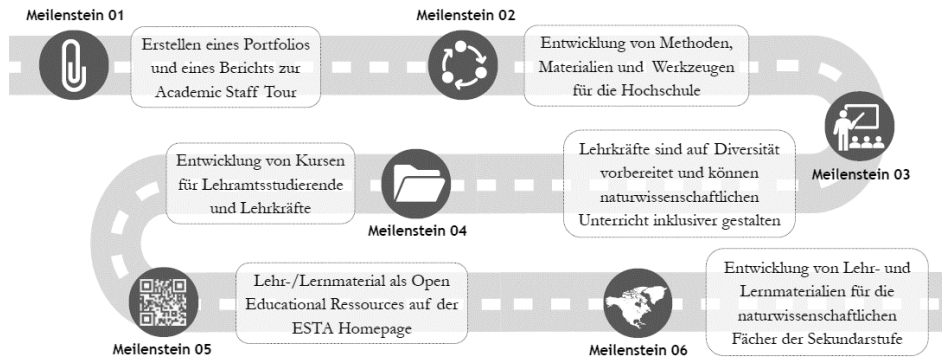 Meilenstein 01
Erstellen eines Portfolios
und eines Berichts zur
Academic Staff Tour
Meilenstein 02
Entwicklung von Methoden,
Materialien und Werkzeugen
für die Hochschule
Meilenstein 03
Lehrkräfte sind auf Diversität
vorbereitet und können
naturwissenschaftlichen
Unterricht inklusiver gestalten
Meilenstein 04
Entwicklung von Kursen
für Lehramtsstudierende
und Lehrkräfte
Meilenstein 05
Lehr-/Lernmaterial als Open
Educational Ressources auf der
ESTA Homepage
Meilenstein 06
Entwicklung von Lehr- und
Lernmaterialien für die
naturwissenschaftlichen
Fächer der Sekundarstufe